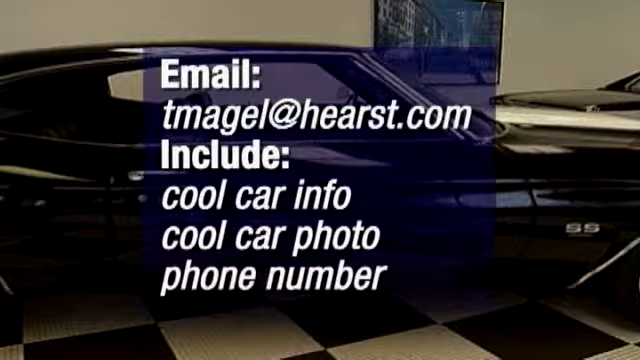 Email:
tmagel@hearst.com
Include:
cool car info
cool car photo
phone number
SS